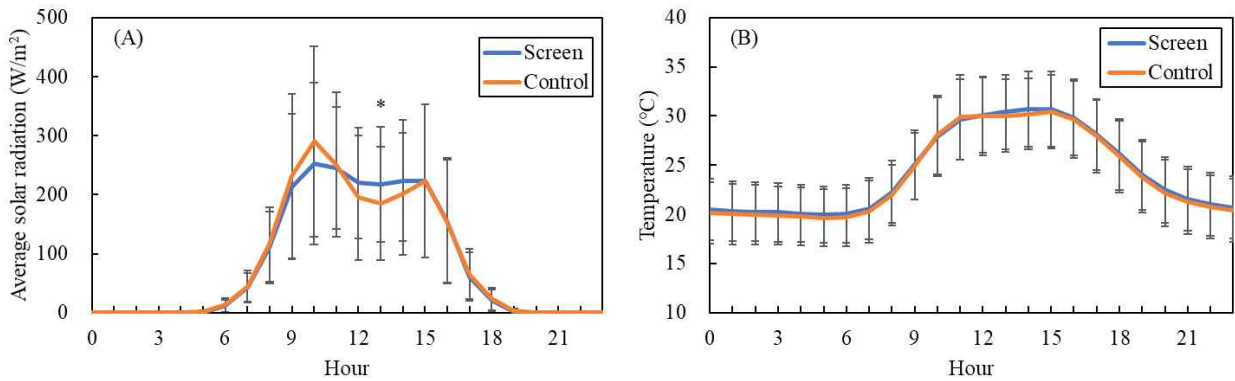 (A)
Average solar radiation (W/m²)
500
400
300
200
100
0
Screen
Control
*
0 3 6 9 12 15 18 21
Hour
(B)
Temperature (°C)
40
35
30
25
20
15
10
Screen
Control
0 3 6 9 12 15 18 21
Hour